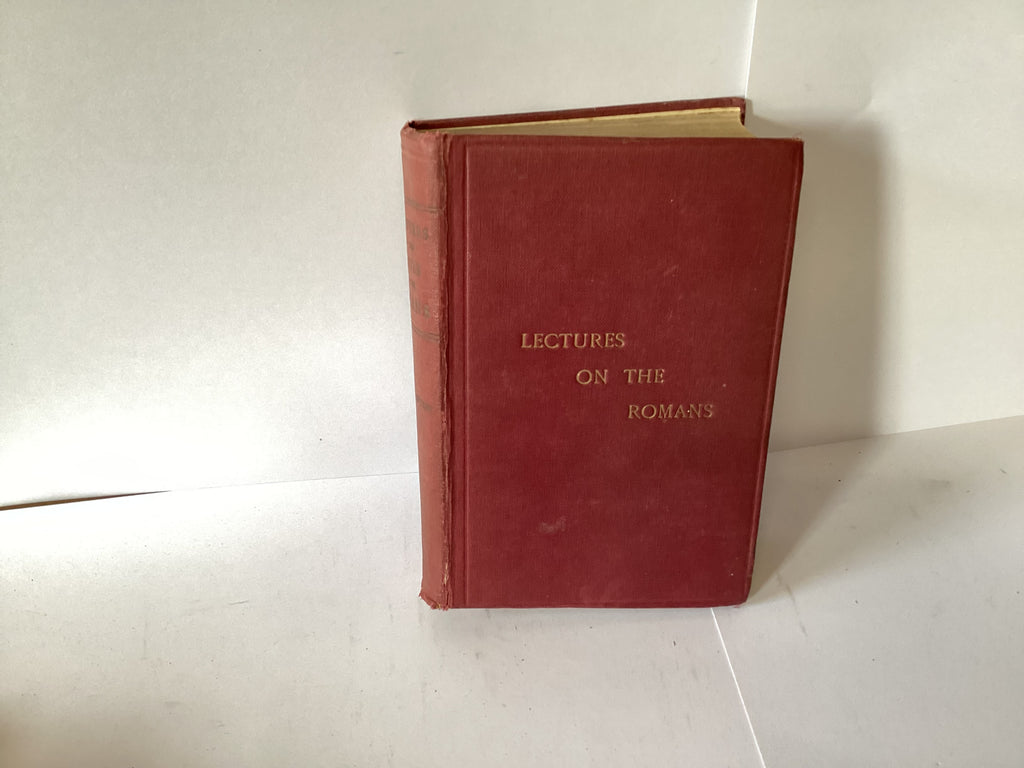 LECTURES
ON THE
ROMANS